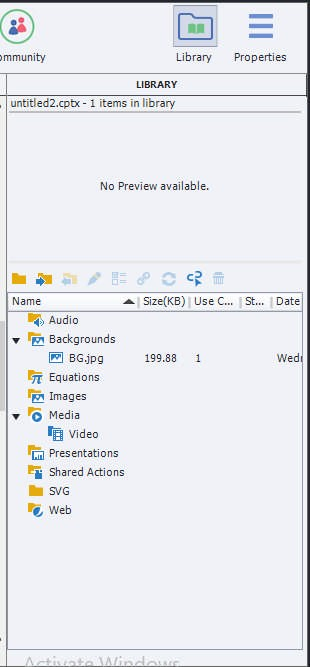 ommunity
Library
Properties
LIBRARY
untitled2.cptx - 1 items in library
No Preview available.
Name Size(KB) Use C... St... Date
Audio
Backgrounds
BG.jpg 199.88 1 Wedn
Equations
Images
Media
Video
Presentations
Shared Actions
SVG
Web
Activate Windows